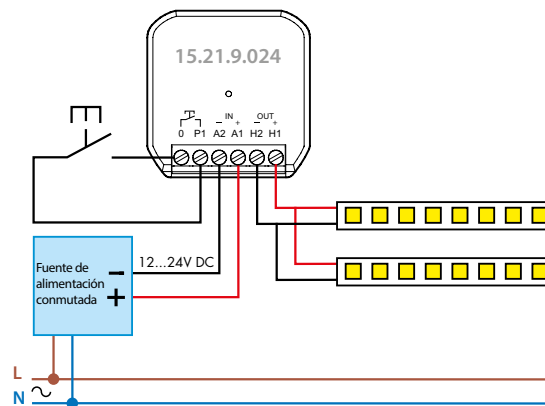 15.21.9.024
IN OUT
– + – +
0 P1 A2 A1 H2 H1
12...24V DC
Fuente de
alimentación
conmutada
–
+
L
N